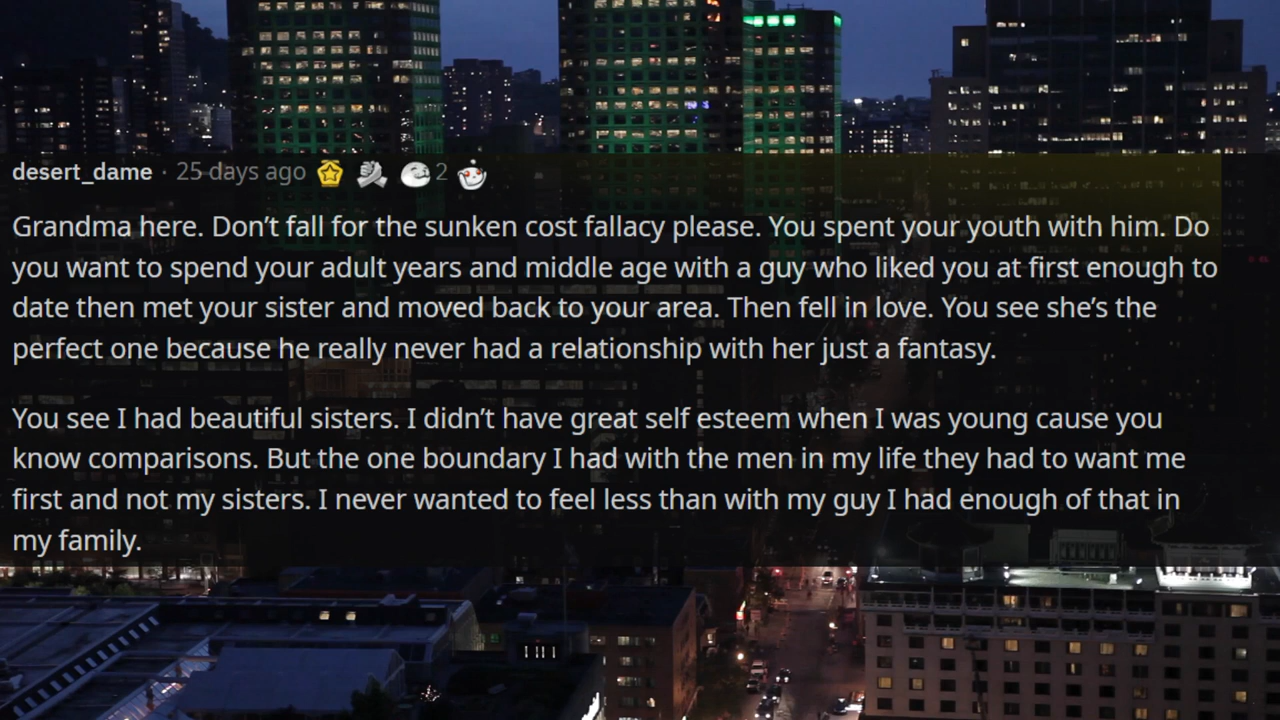 desert_dame · 25 days ago 2
Grandma here. Don’t fall for the sunken cost fallacy please. You spent your youth with him. Do
you want to spend your adult years and middle age with a guy who liked you at first enough to
date then met your sister and moved back to your area. Then fell in love. You see she’s the
perfect one because he really never had a relationship with her just a fantasy.
You see I had beautiful sisters. I didn’t have great self esteem when I was young cause you
know comparisons. But the one boundary I had with the men in my life they had to want me
first and not my sisters. I never wanted to feel less than with my guy I had enough of that in
my family.